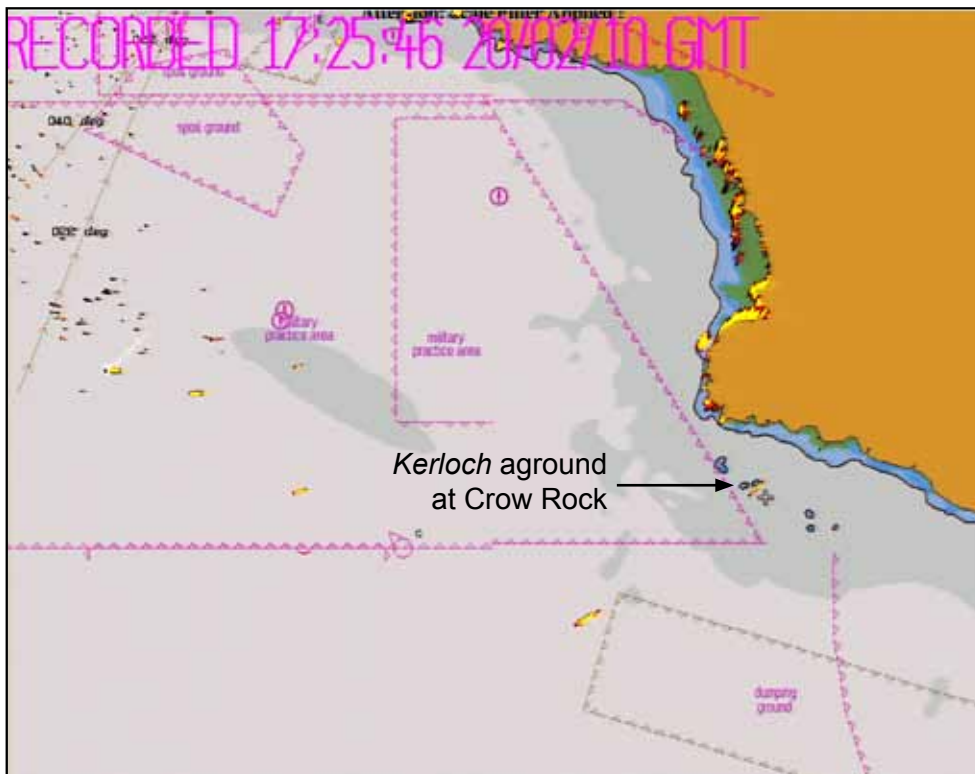 RECORDED 17:25:46 20/02/10 GMT
spoil ground
040 deg
spoil ground
022 deg
military
practice area
military
practice area
Kerloch aground
at Crow Rock
dumping
ground